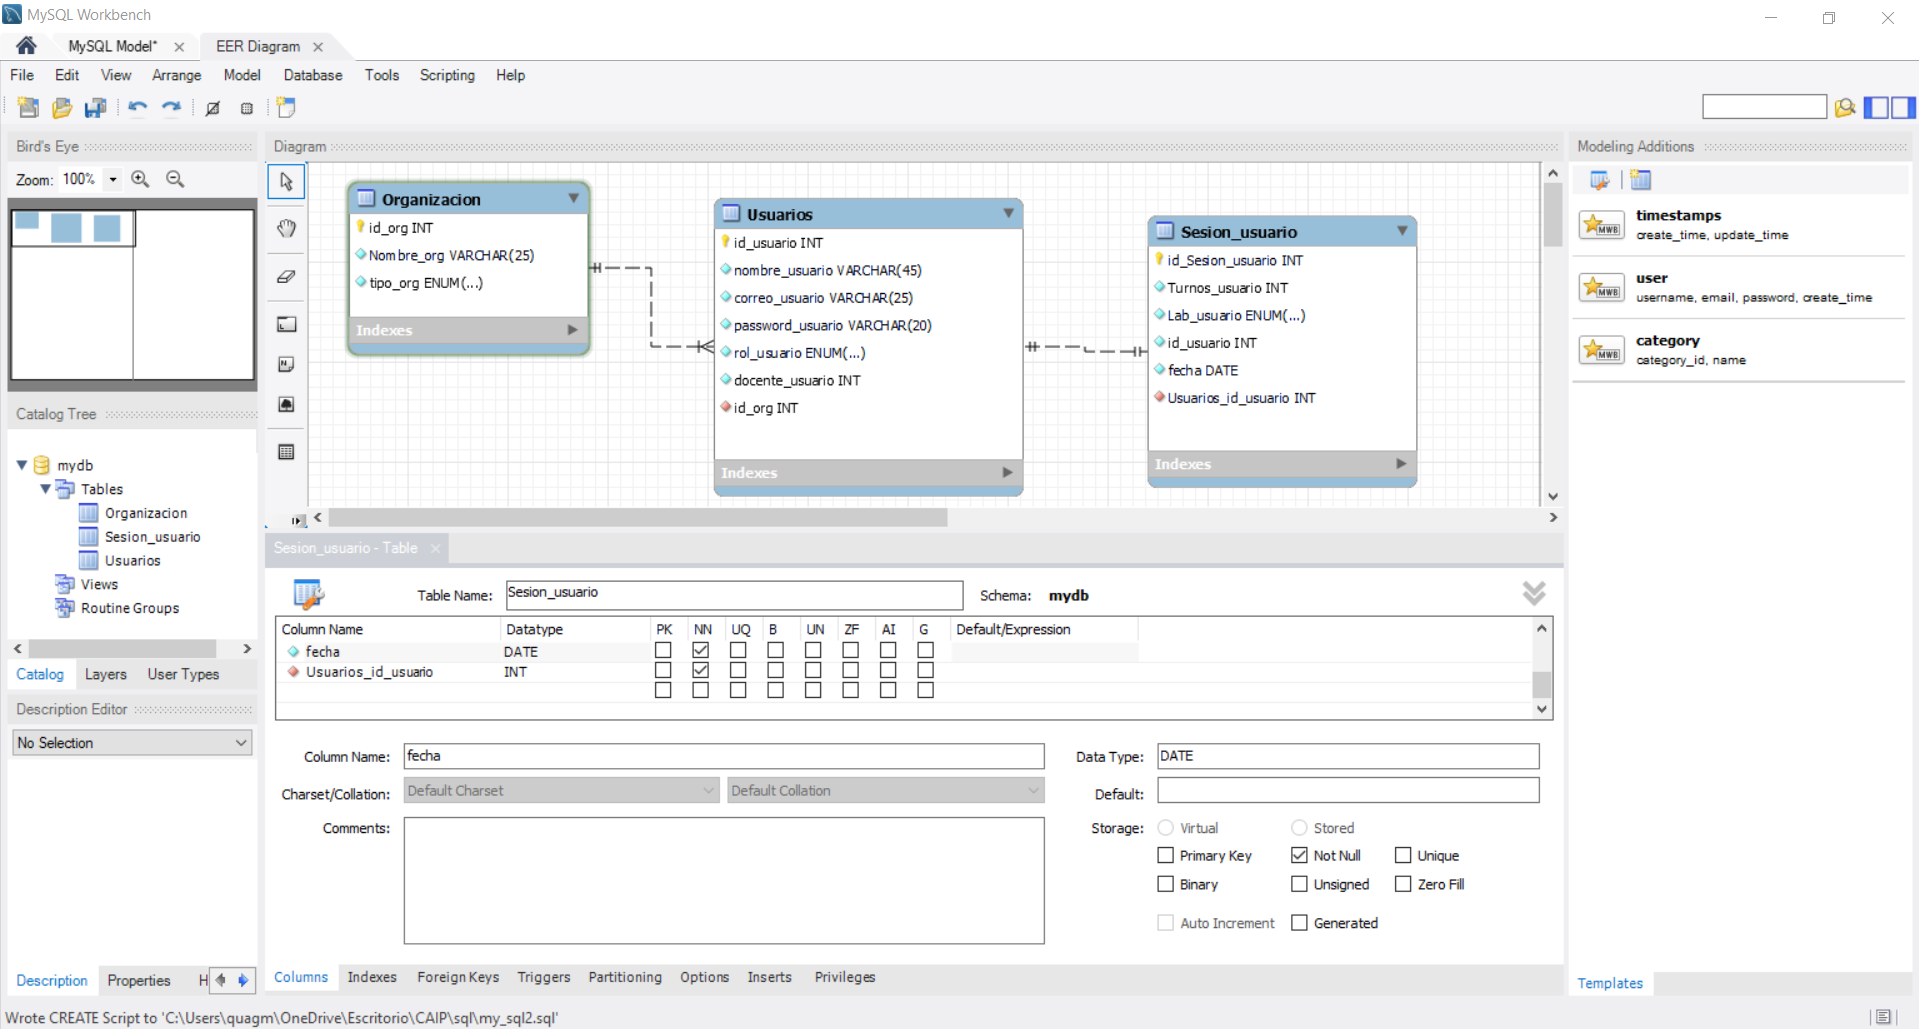 MySQL Workbench
MySQL Model*
EER Diagram
File Edit View Arrange Model Database Tools Scripting Help
Bird's Eye
Zoom: 100%
Diagram
Organizacion
id_org INT
Nombre_org VARCHAR(25)
tipo_org ENUM(...)
Indexes
Usuarios
id_usuario INT
nombre_usuario VARCHAR(45)
correo_usuario VARCHAR(25)
password_usuario VARCHAR(20)
rol_usuario ENUM(...)
docente_usuario INT
id_org INT
Indexes
Sesion_usuario
id_Sesion_usuario INT
Turnos_usuario INT
Lab_usuario ENUM(...)
id_usuario INT
fecha DATE
Usuarios_id_usuario INT
Indexes
Modeling Additions
MWB
timestamps
create_time, update_time
MWB
user
username, email, password, create_time
MWB
category
category_id, name
Catalog Tree
mydb
Tables
Organizacion
Sesion_usuario
Usuarios
Views
Routine Groups
Catalog Layers User Types
Description Editor
No Selection
Description Properties H
Sesion_usuario - Table
Table Name: Sesion_usuario Schema: mydb
Column Name Datatype PK NN UQ B UN ZF AI G Default/Expression
fecha DATE
Usuarios_id_usuario INT
Column Name: fecha Data Type: DATE
Charset/Collation: Default Charset Default Collation Default:
Comments: Storage: Virtual Stored
Primary Key Not Null Unique
Binary Unsigned Zero Fill
Auto Increment Generated
Columns Indexes Foreign Keys Triggers Partitioning Options Inserts Privileges
Templates
Wrote CREATE Script to 'C:\Users\quagm\OneDrive\Escritorio\CAIP\sql\my_sql2.sql'